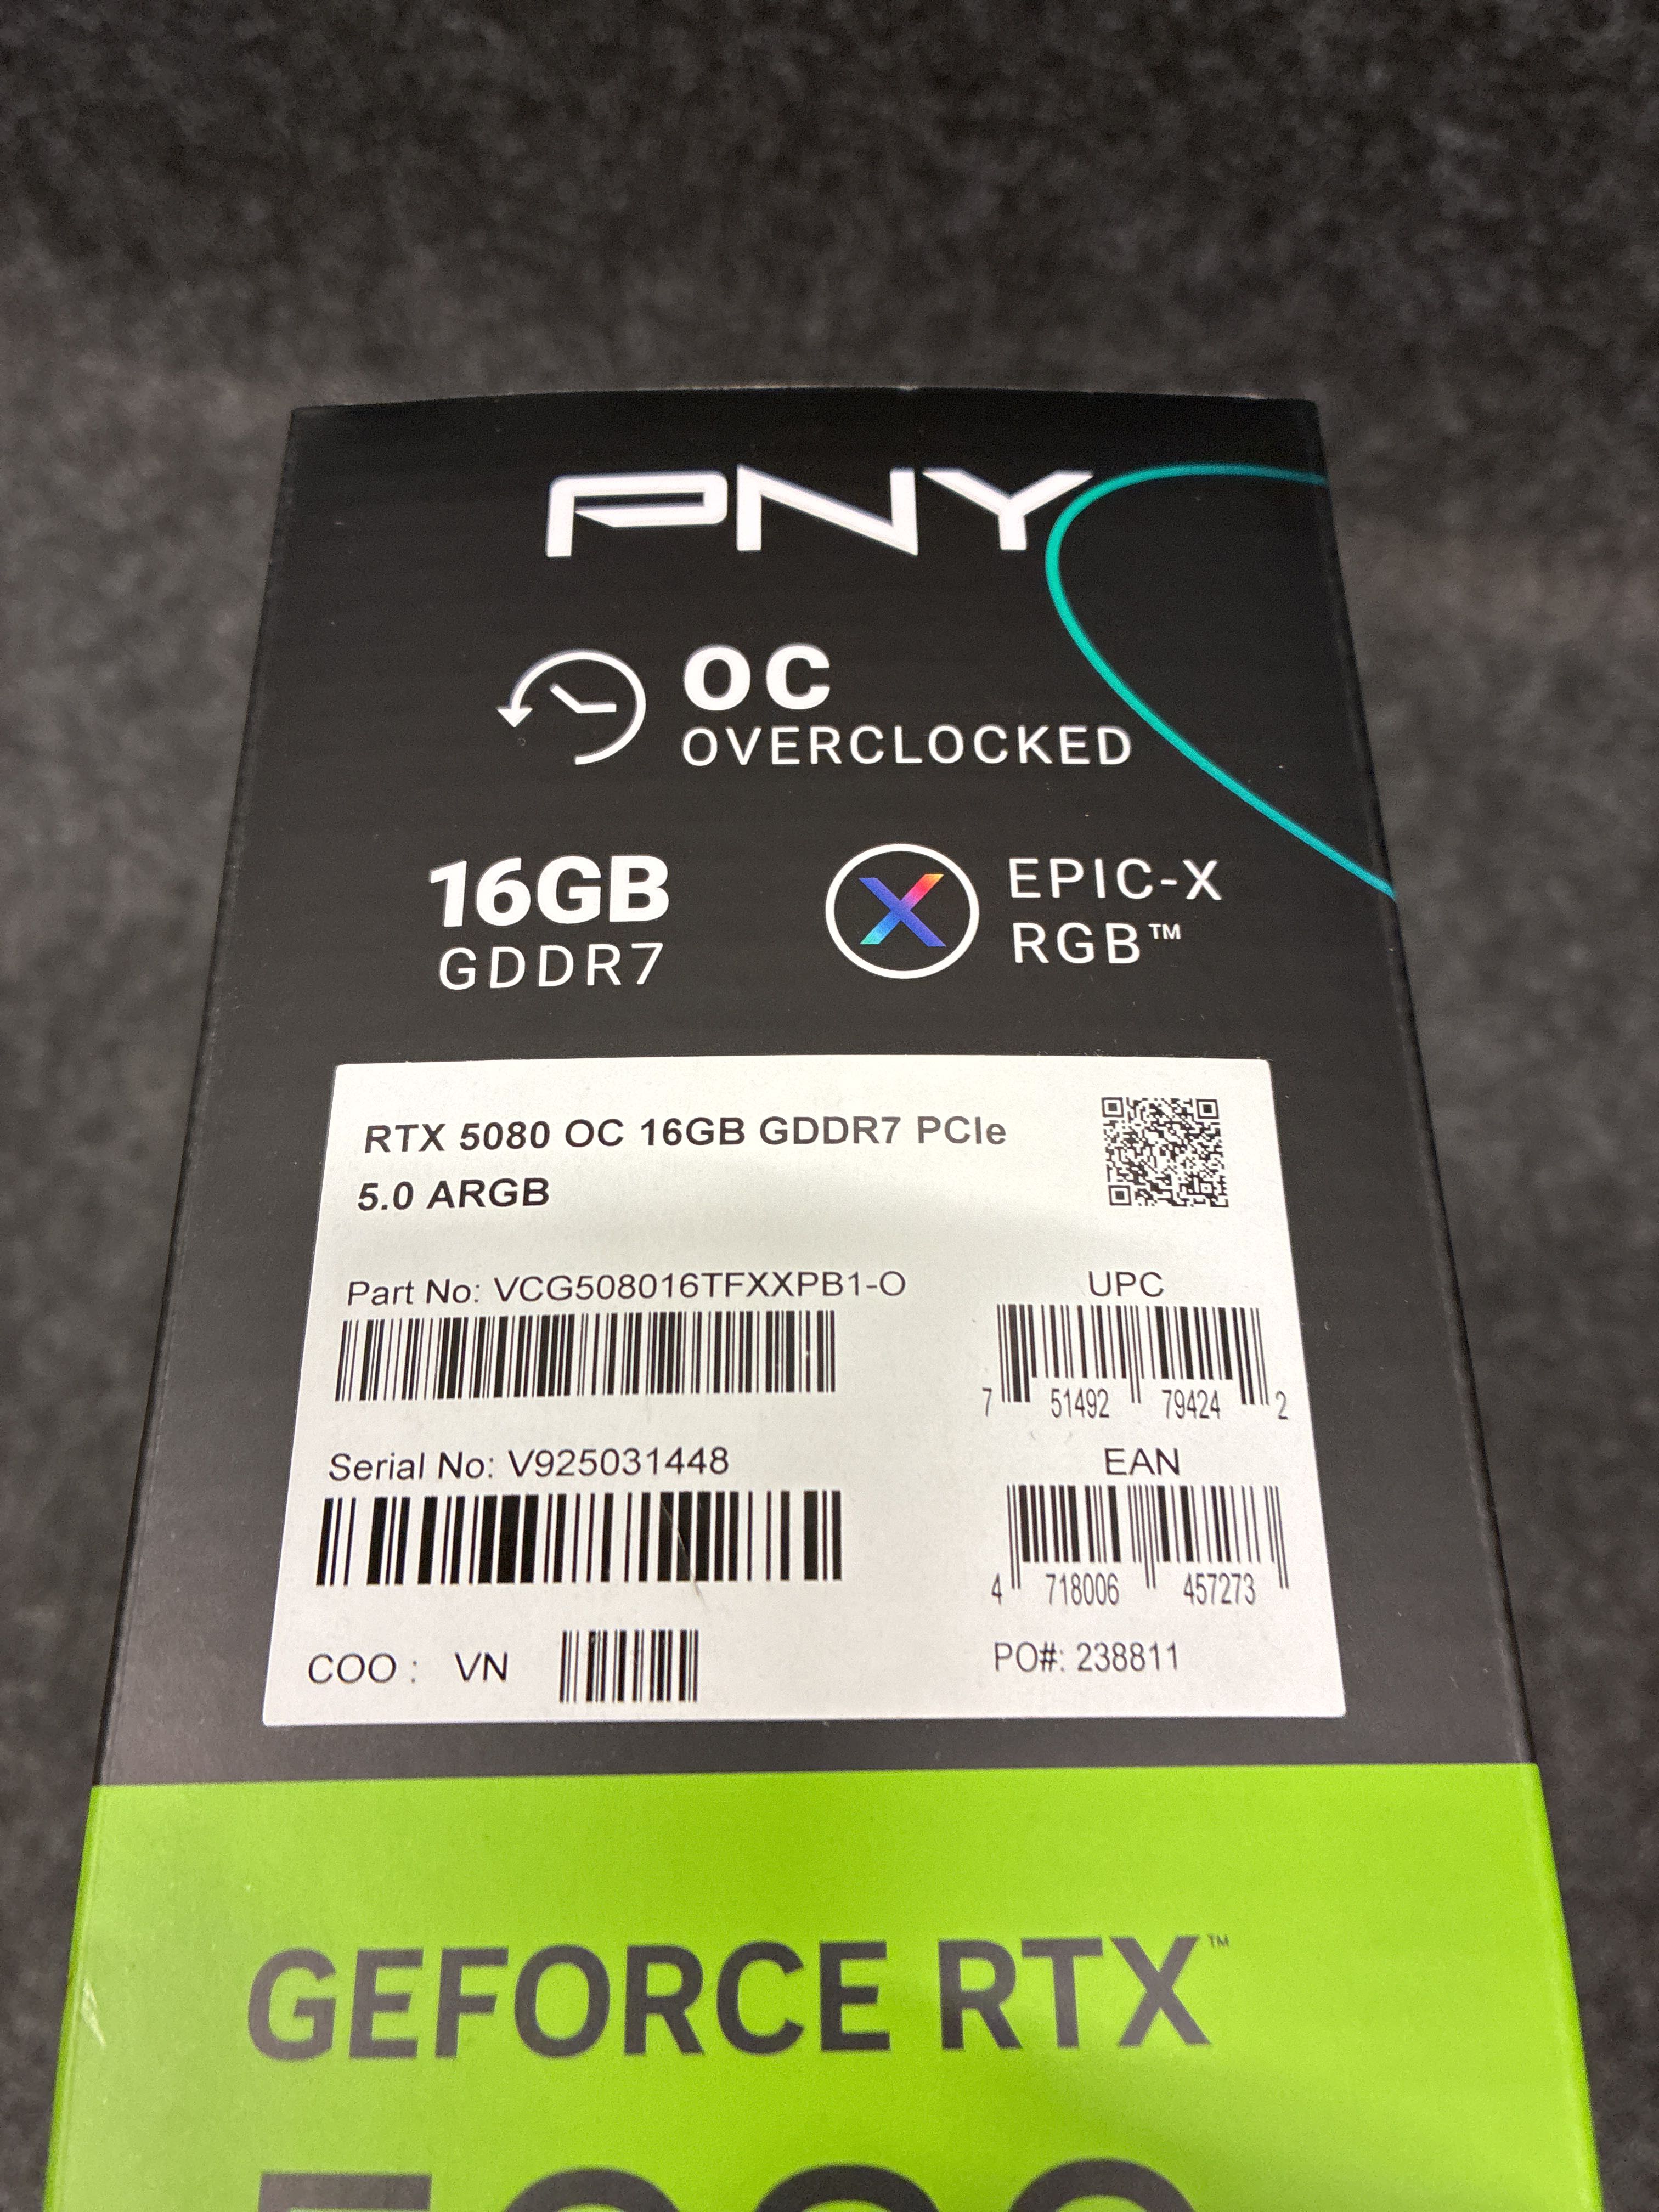 PNY
OC
OVERCLOCKED
16GB
GDDR7
EPIC-X
RGB™
RTX 5080 OC 16GB GDDR7 PCIe
5.0 ARGB
Part No: VCG508016TFXXPB1-O
UPC
7 51492 79424 2
Serial No: V925031448
EAN
4 718006 457273
COO : VN
PO#: 238811
GEFORCE RTX™
5080